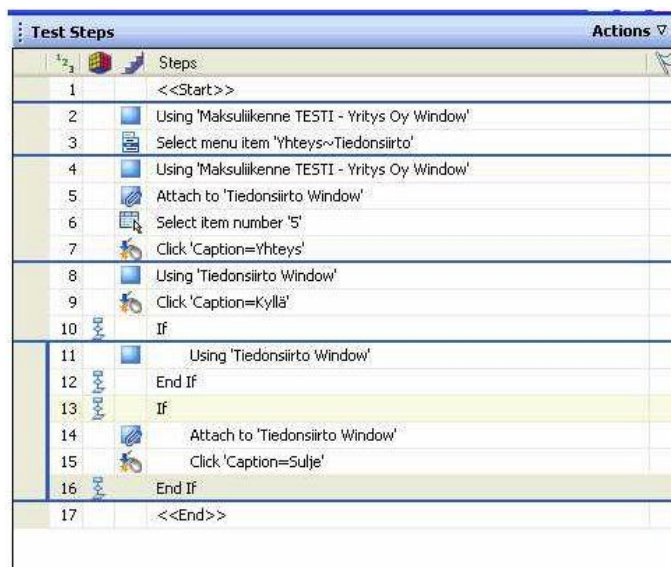 Test Steps Actions
1 2 3 Steps
1 <<Start>>
2 Using 'Maksuliikenne TESTI - Yritys Oy Window'
3 Select menu item 'Yhteys~Tiedonsiirto'
4 Using 'Maksuliikenne TESTI - Yritys Oy Window'
5 Attach to 'Tiedonsiirto Window'
6 Select item number '5'
7 Click 'Caption=Yhteys'
8 Using 'Tiedonsiirto Window'
9 Click 'Caption=Kyllä'
10 If
11 Using 'Tiedonsiirto Window'
12 End If
13 If
14 Attach to 'Tiedonsiirto Window'
15 Click 'Caption=Sulje'
16 End If
17 <<End>>